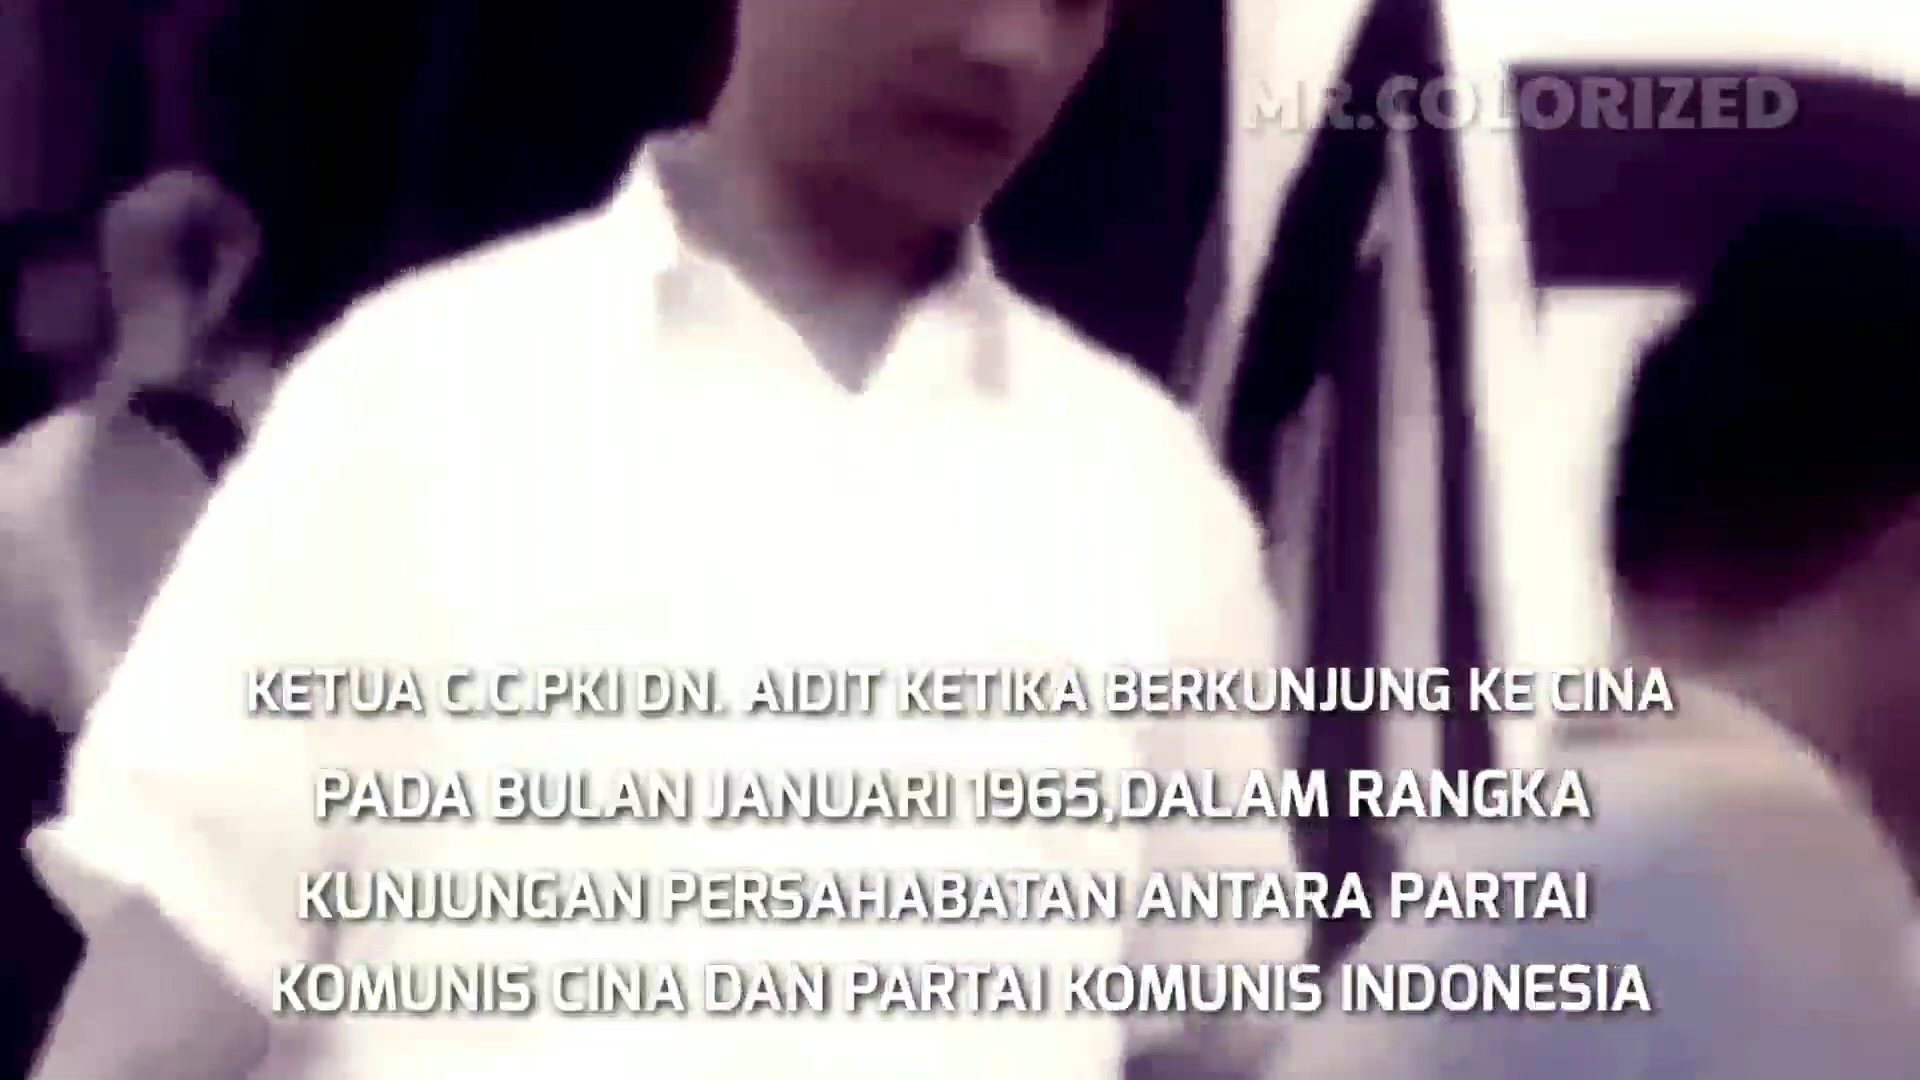 MR.COLORIZED
KETUA C.C.PKI DN. AIDIT KETIKA BERKUNJUNG KE CINA
PADA BULAN JANUARI 1965,DALAM RANGKA
KUNJUNGAN PERSAHABATAN ANTARA PARTAI
KOMUNIS CINA DAN PARTAI KOMUNIS INDONESIA